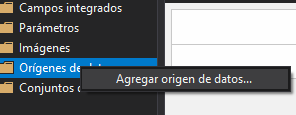 Campos integrados
Parámetros
Imágenes
Orígenes de
Agregar origen de datos...
Conjuntos